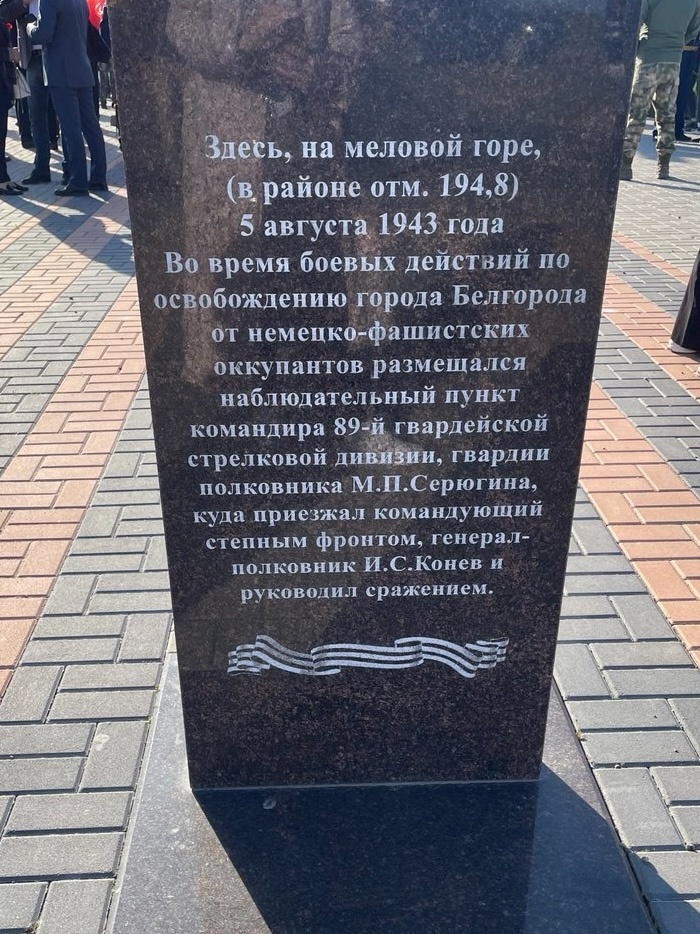 Здесь, на меловой горе,
(в районе отм. 194,8)
5 августа 1943 года
Во время боевых действий по
освобождению города Белгорода
от немецко-фашистских
оккупантов размещался
наблюдательный пункт
командира 89-й гвардейской
стрелковой дивизии, гвардии
полковника М.П.Серюгина,
куда приезжал командующий
степным фронтом, генерал-
полковник И.С.Конев и
руководил сражением.